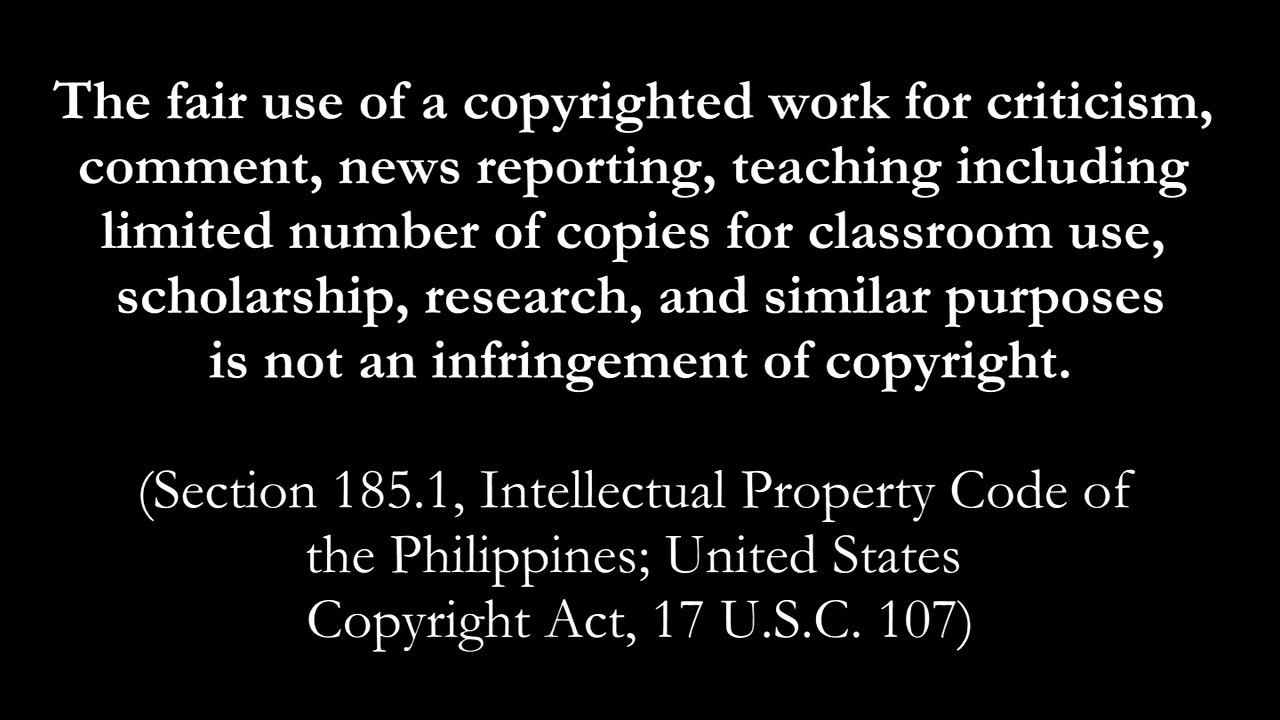 The fair use of a copyrighted work for criticism,
comment, news reporting, teaching including
limited number of copies for classroom use,
scholarship, research, and similar purposes
is not an infringement of copyright.
(Section 185.1, Intellectual Property Code of
the Philippines; United States
Copyright Act, 17 U.S.C. 107)